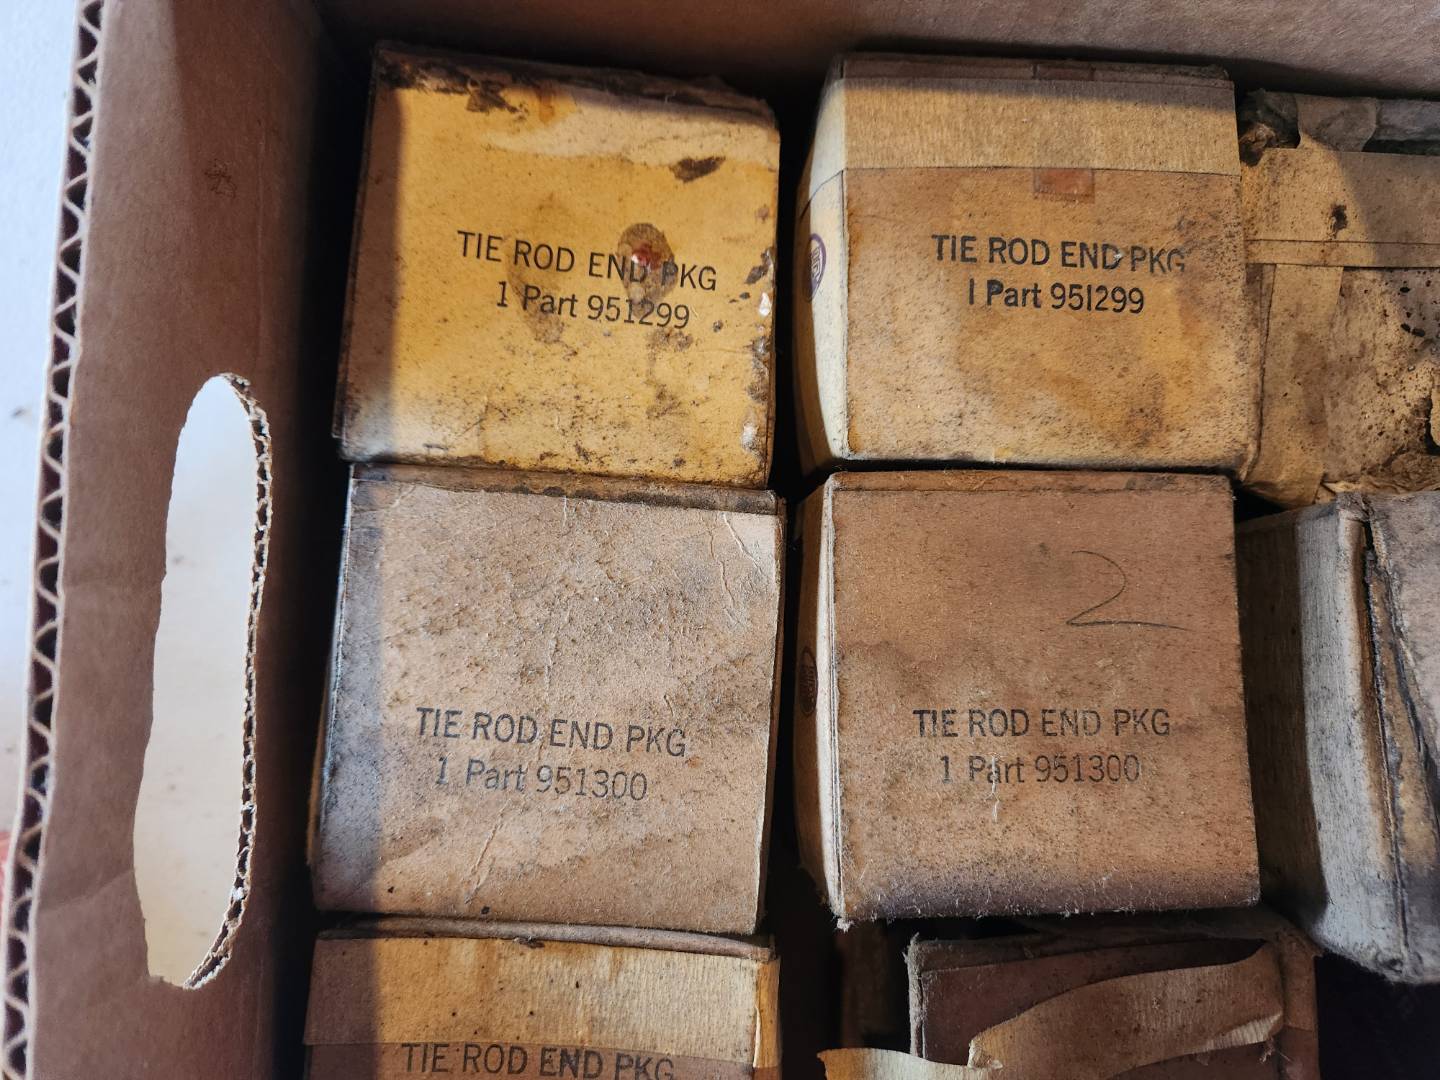 TIE ROD END PKG
1 Part 951299
TIE ROD END PKG
1 Part 951299
TIE ROD END PKG
1 Part 951300
2
TIE ROD END PKG
1 Part 951300
TIE ROD END PKG